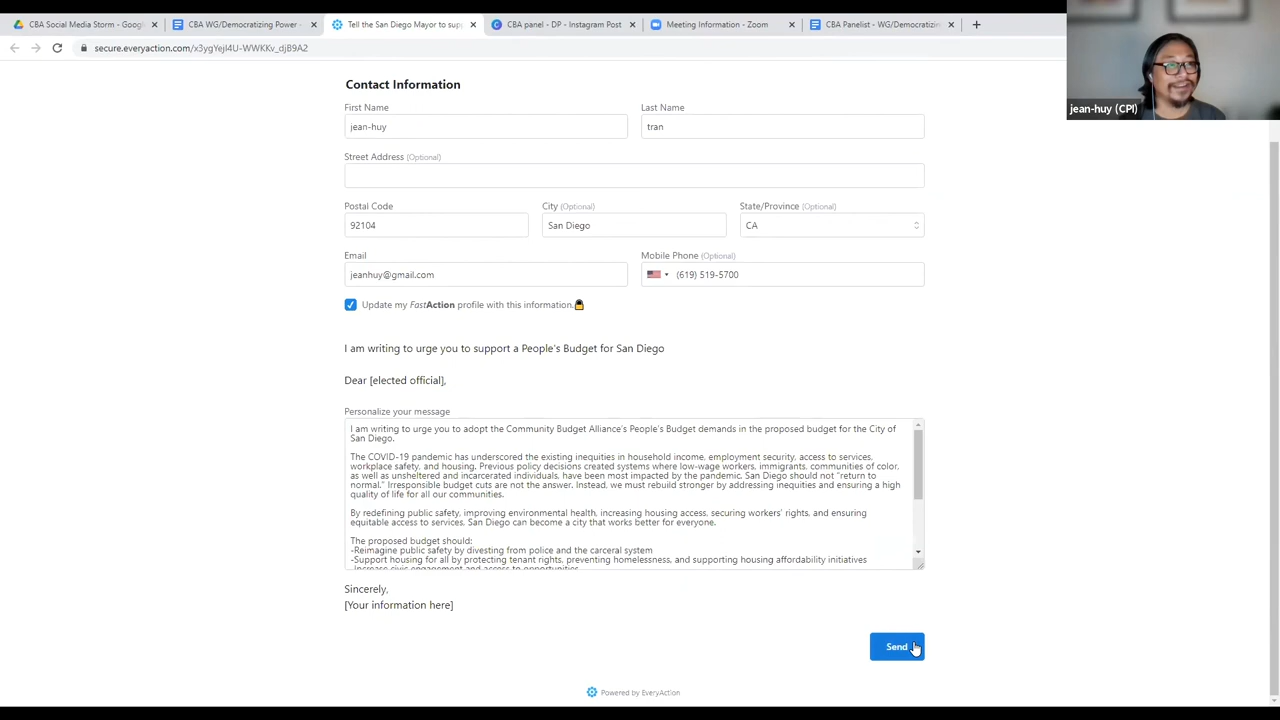 CBA Social Media Storm - Googl
CBA WG/Democratizing Power -
Tell the San Diego Mayor to supp
CBA panel - DP - Instagram Post
Meeting Information - Zoom
CBA Panelist - WG/Democratizin
secure.everyaction.com/x3ygYejI4U-WWKKv_djB9A2
jean-huy (CPI)
Contact Information
First Name
Last Name
jean-huy
tran
Street Address (Optional)
Postal Code
City (Optional)
State/Province (Optional)
92104
San Diego
CA
Email
Mobile Phone (Optional)
jeanhuy@gmail.com
(619) 519-5700
Update my FastAction profile with this information.
I am writing to urge you to support a People's Budget for San Diego
Dear [elected official],
Personalize your message
I am writing to urge you to adopt the Community Budget Alliance's People's Budget demands in the proposed budget for the City of
San Diego.
The COVID-19 pandemic has underscored the existing inequities in household income, employment security, access to services,
workplace safety, and housing. Previous policy decisions created systems where low-wage workers, immigrants, communities of color,
as well as unsheltered and incarcerated individuals, have been most impacted by the pandemic. San Diego should not "return to
normal." Irresponsible budget cuts are not the answer. Instead, we must rebuild stronger by addressing inequities and ensuring a high
quality of life for all our communities.
By redefining public safety, improving environmental health, increasing housing access, securing workers' rights, and ensuring
equitable access to services, San Diego can become a city that works better for everyone.
The proposed budget should:
-Reimagine public safety by divesting from police and the carceral system
-Support housing for all by protecting tenant rights, preventing homelessness, and supporting housing affordability initiatives
-Increase civic engagement and access to opportunities
Sincerely,
[Your information here]
Send
Powered by EveryAction